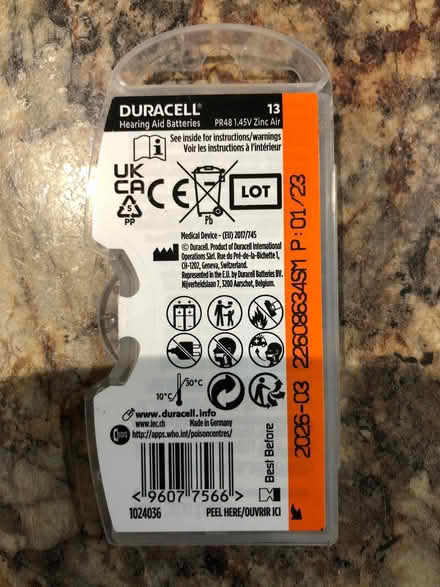 DURACELL® 13
Hearing Aid Batteries PR48 1.45V Zinc Air
See inside for instructions/warnings
Voir les instructions à l'intérieur
UK
CA CE LOT
5
PP
Pb
Medical Device - (EU) 2017/745
© Duracell. Product of Duracell International
Operations Sàrl. Rue du Pré-de-la-Bichette 1,
CH-1202, Geneva, Switzerland.
Represented in the E.U. by Duracell Batteries BV.
Nijverheidslaan 7, 3200 Aarschot, Belgium.
10°C 30°C
www.duracell.info
www.iec.ch Made in Germany
http://apps.who.int/poisoncentres/
<9607 7566>
1024036 PEEL HERE/OUVRIR ICI
Best Before
2026-03 22608634SM P:01/23